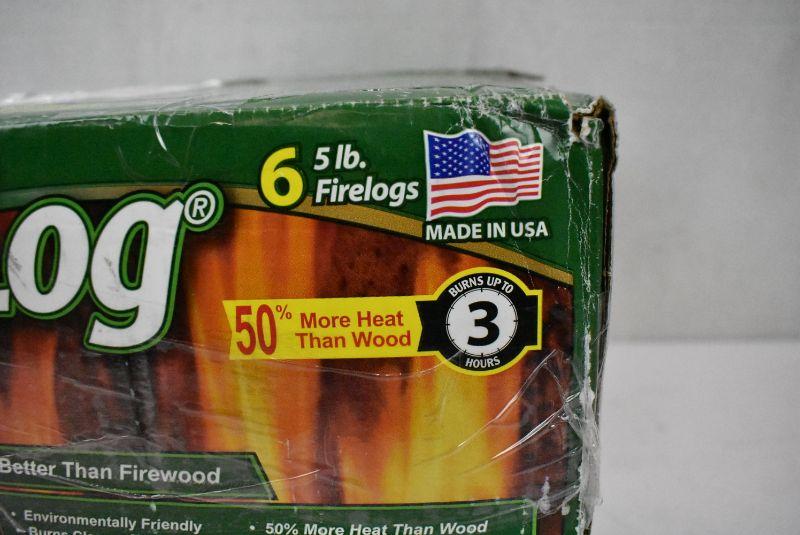 6 5 lb.
Firelogs
MADE IN USA
Log®
50% More Heat
Than Wood
BURNS UP TO
3
HOURS
Better Than Firewood
• Environmentally Friendly
• 50% More Heat Than Wood